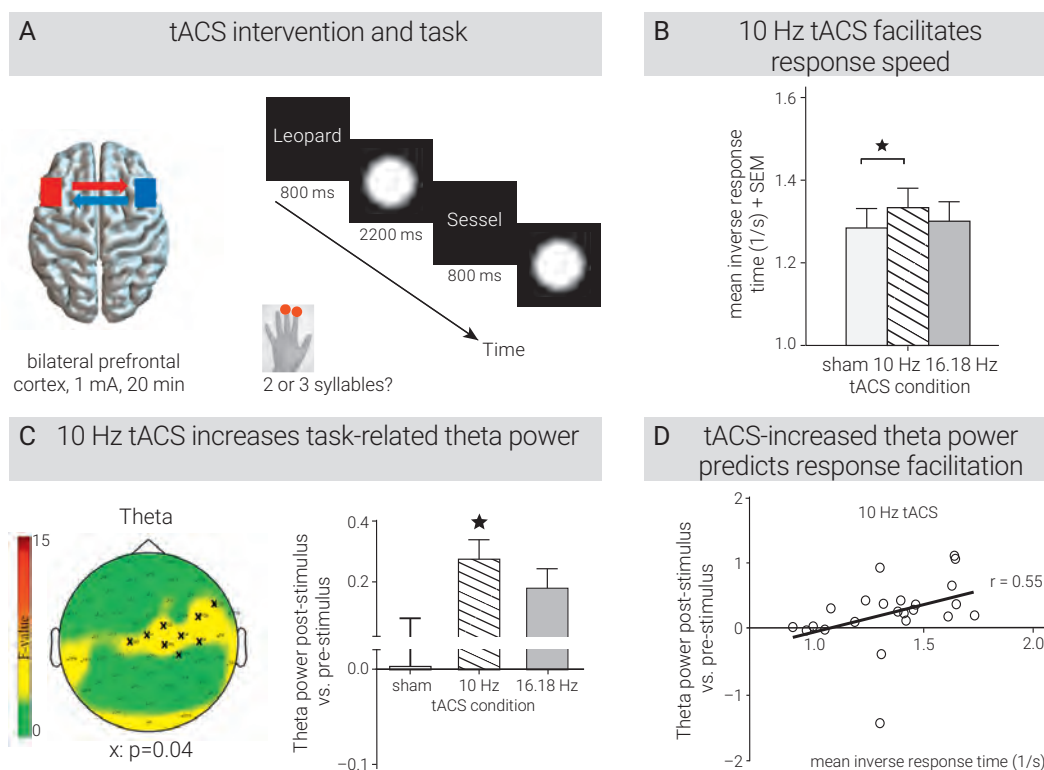 A
tACS intervention and task
Leopard
800 ms
2200 ms
Sessel
800 ms
Time
bilateral prefrontal
cortex, 1 mA, 20 min
2 or 3 syllables?
B
10 Hz tACS facilitates
response speed
mean inverse response
time (1/s) + SEM
1.6
1.4
1.2
1.0
sham 10 Hz 16.18 Hz
tACS condition
C
10 Hz tACS increases task-related theta power
Theta
15
F-value
0
x x x x x x x x x
x: p=0.04
Theta power post-stimulus
vs. pre-stimulus
0.4
0.2
0.0
−0.1
sham 10 Hz 16.18 Hz
tACS condition
D
tACS-increased theta power
predicts response facilitation
Theta power post-stimulus
vs. pre-stimulus
2
1
0
−1
−2
10 Hz tACS
r = 0.55
1.0 1.5 2.0
mean inverse response time (1/s)